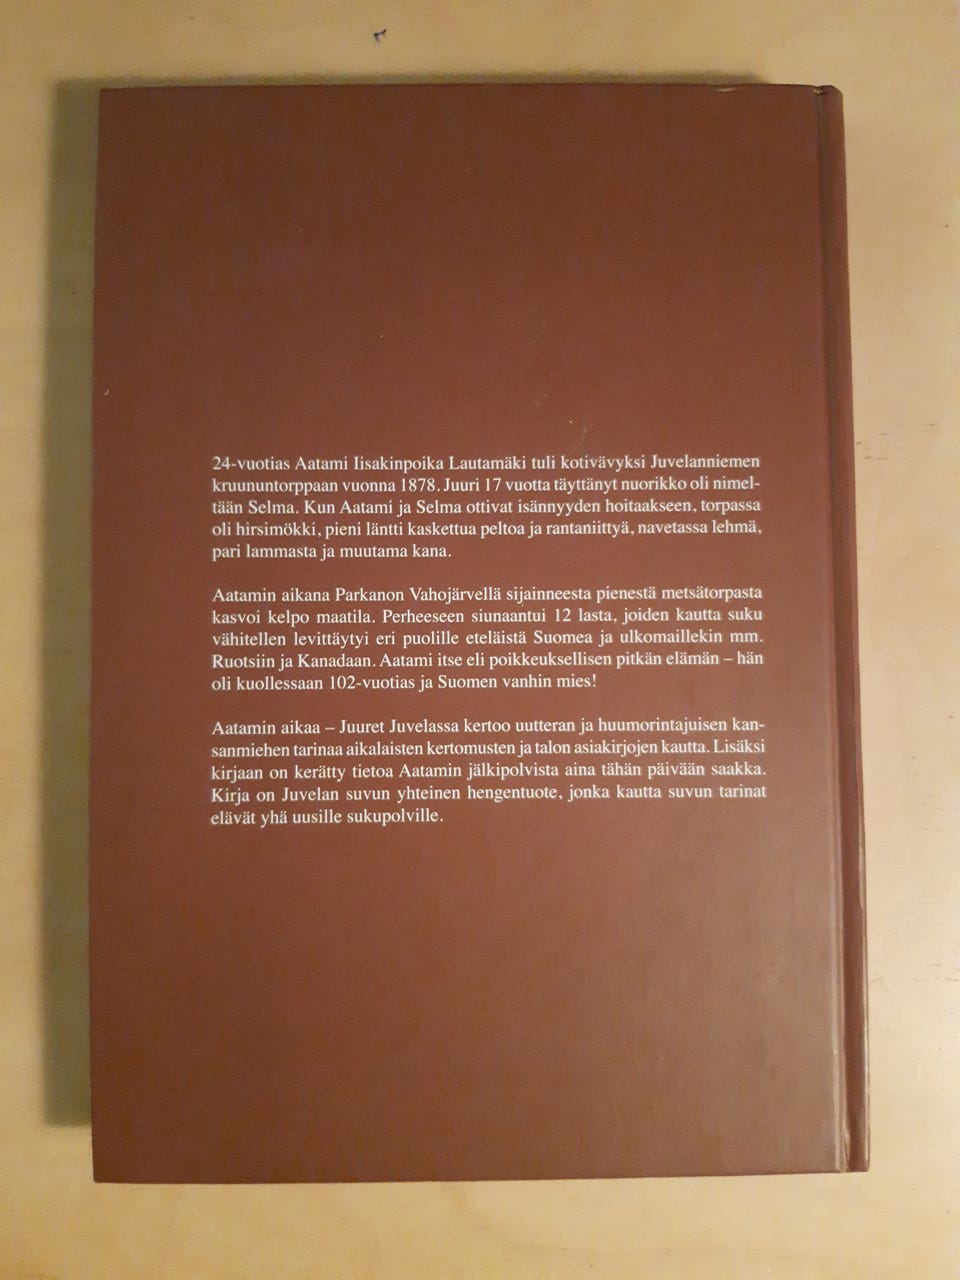 24-vuotias Aatami Iisakinpoika Lautamäki tuli kotivävyksi Juvelanniemen
kruununtorppaan vuonna 1878. Juuri 17 vuotta täyttänyt nuorikko oli nimel-
tään Selma. Kun Aatami ja Selma ottivat isännyyden hoitaakseen, torpassa
oli hirsimökki, pieni läntti kaskettua peltoa ja rantaniittyä, navetassa lehmä,
pari lammasta ja muutama kana.
Aatamin aikana Parkanon Vahojärvellä sijainneesta pienestä metsätorpasta
kasvoi kelpo maatila. Perheeseen siunaantui 12 lasta, joiden kautta suku
vähitellen levittäytyi eri puolille eteläistä Suomea ja ulkomaillekin mm.
Ruotsiin ja Kanadaan. Aatami itse eli poikkeuksellisen pitkän elämän – hän
oli kuollessaan 102-vuotias ja Suomen vanhin mies!
Aatamin aikaa – Juuret Juvelassa kertoo uutteran ja huumorintajuisen kan-
sanmiehen tarinaa aikalaisten kertomusten ja talon asiakirjojen kautta. Lisäksi
kirjaan on kerätty tietoa Aatamin jälkipolvista aina tähän päivään saakka.
Kirja on Juvelan suvun yhteinen hengentuote, jonka kautta suvun tarinat
elävät yhä uusille sukupolville.